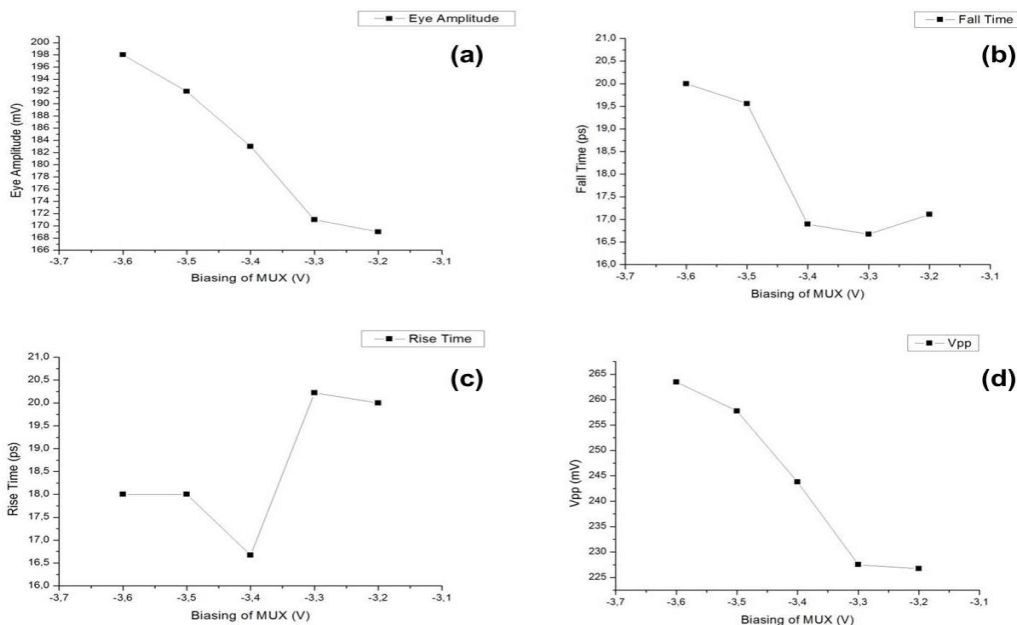 Eye Amplitude
(a)
Eye Amplitude (mV)
200
198
196
194
192
190
188
186
184
182
180
178
176
174
172
170
168
166
-3,7 -3,6 -3,5 -3,4 -3,3 -3,2 -3,1
Biasing of MUX (V)
Fall Time
(b)
Fall Time (ps)
21,0
20,5
20,0
19,5
19,0
18,5
18,0
17,5
17,0
16,5
16,0
-3,7 -3,6 -3,5 -3,4 -3,3 -3,2 -3,1
Biasing of MUX (V)
Rise Time
(c)
Rise Time (ps)
21,0
20,5
20,0
19,5
19,0
18,5
18,0
17,5
17,0
16,5
16,0
-3,7 -3,6 -3,5 -3,4 -3,3 -3,2 -3,1
Biasing of MUX (V)
Vpp
(d)
Vpp (mV)
265
260
255
250
245
240
235
230
225
-3,7 -3,6 -3,5 -3,4 -3,3 -3,2 -3,1
Biasing of MUX (V)